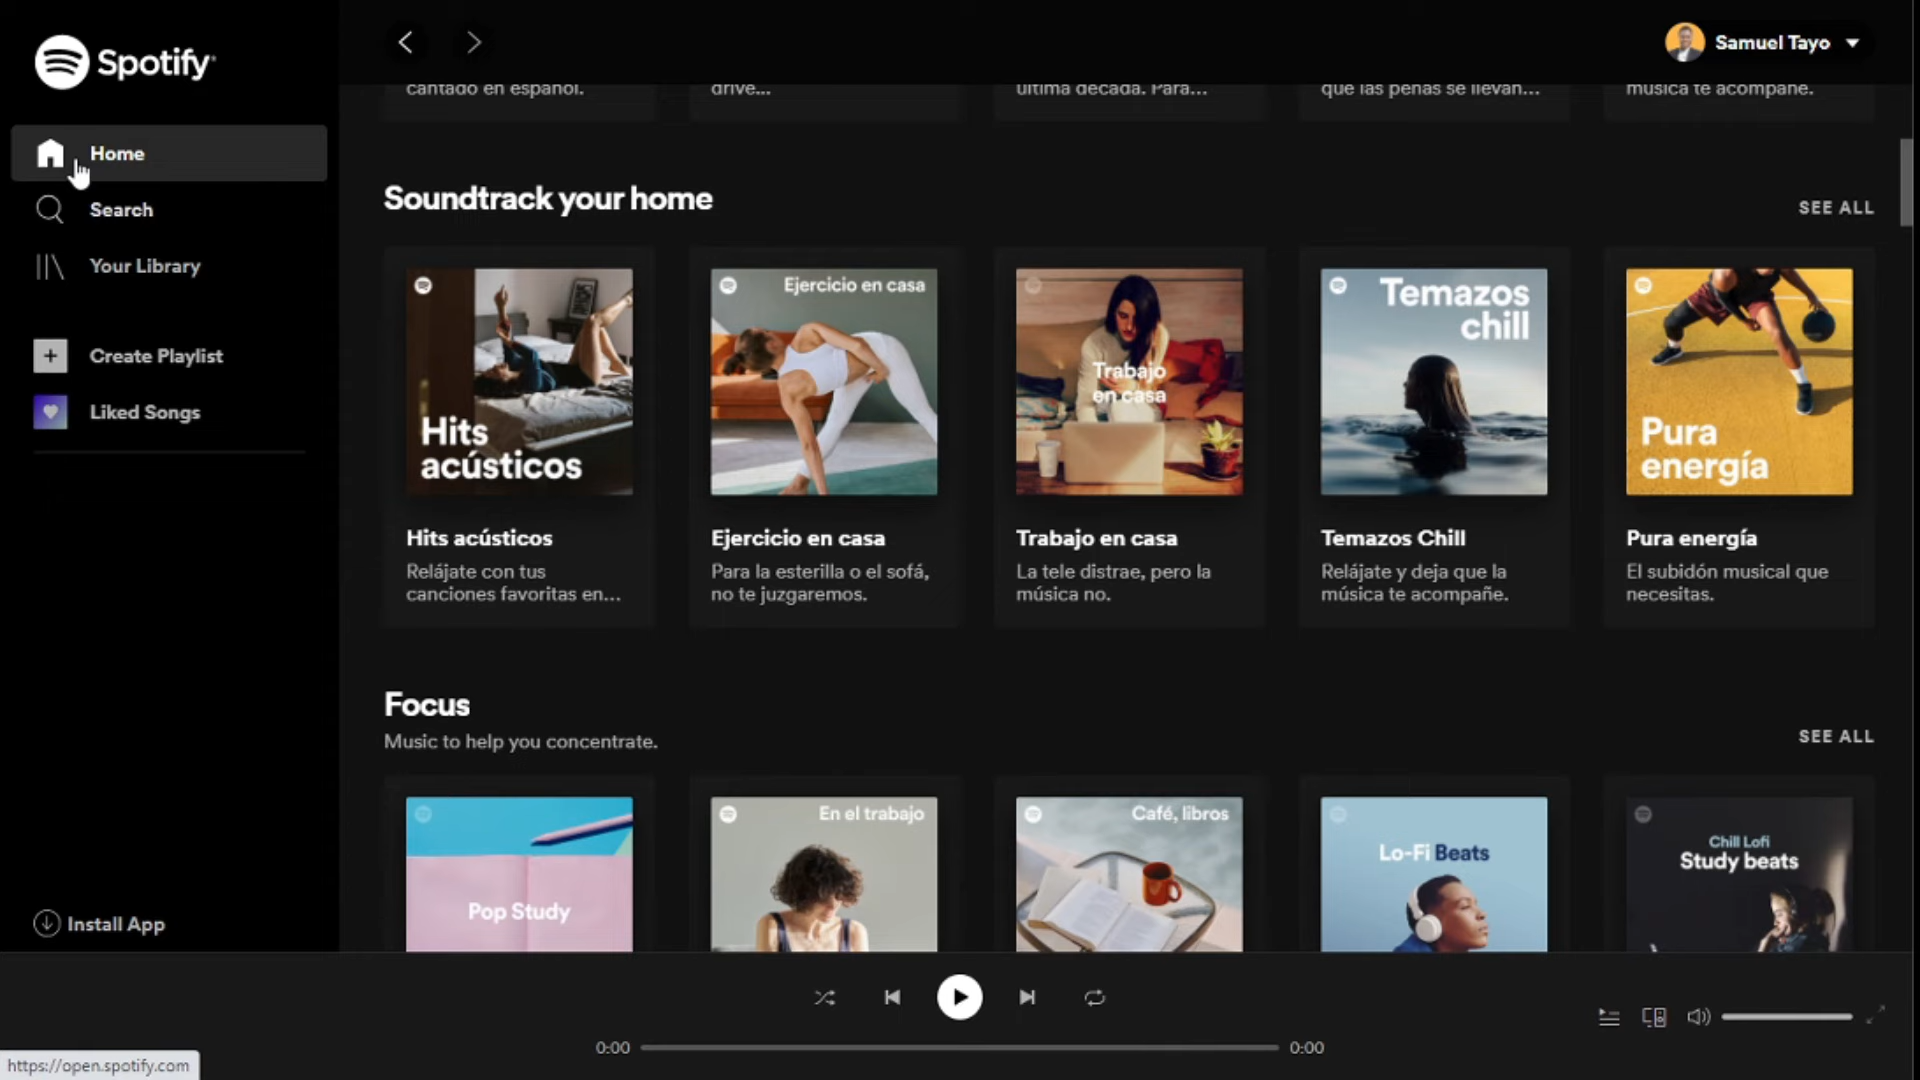 Spotify
Samuel Tayo
Home
Search
Your Library
Create Playlist
Liked Songs
Install App
cantado en español.
drive...
última década. Para...
que las penas se llevan...
música te acompañe.
Soundtrack your home
SEE ALL
Hits
acústicos
Ejercicio en casa
Trabajo
en casa
Temazos
chill
Pura
energía
Hits acústicos
Relájate con tus
canciones favoritas en...
Ejercicio en casa
Para la esterilla o el sofá,
no te juzgaremos.
Trabajo en casa
La tele distrae, pero la
música no.
Temazos Chill
Relájate y deja que la
música te acompañe.
Pura energía
El subidón musical que
necesitas.
Focus
Music to help you concentrate.
SEE ALL
Pop Study
En el trabajo
Café, libros
Lo-Fi Beats
Chill Lofi
Study beats
0:00
0:00
https://open.spotify.com